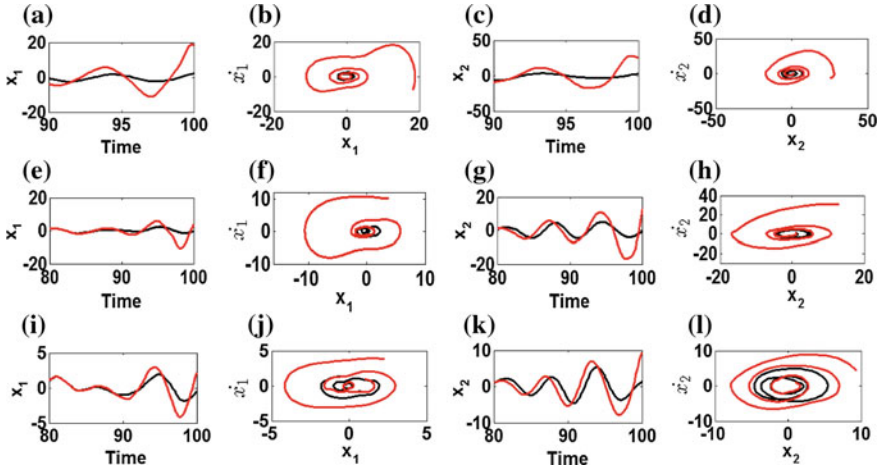 (a) (b) (c) (d)
20 20 50 50
x1 0 ẋ1 0 x2 0 ẋ2 0
-20 -20 -50 -50
90 95 100 -20 0 20 90 95 100 -50 0 50
Time x1 Time x2
(e) (f) (g) (h)
20 10 20 40
x1 0 ẋ1 0 x2 0 ẋ2 20
0
-20 -10 -20 -20
80 90 100 -10 0 10 80 90 100 -20 0 20
Time x1 Time x2
(i) (j) (k) (l)
5 5 10 10
x1 0 ẋ1 0 x2 0 ẋ2 0
-5 -5 -10 -10
80 90 100 -5 0 5 80 90 100 -10 0 10
Time x1 Time x2